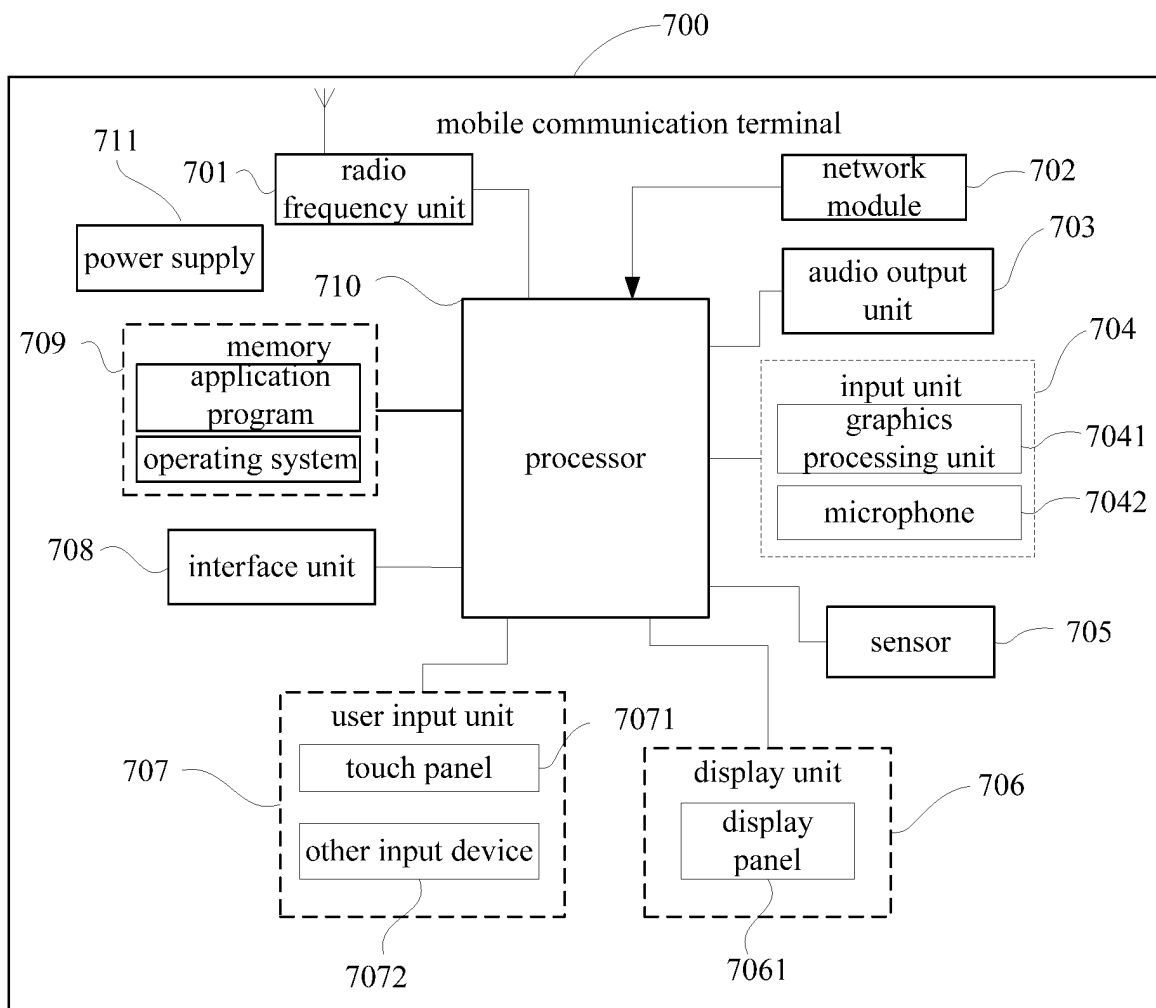 700
mobile communication terminal
711
701
radio
frequency unit
network
module
702
power supply
703
audio output
unit
710
709
memory
application
program
operating system
704
input unit
graphics
processing unit
7041
microphone
7042
processor
708
interface unit
sensor
705
user input unit
7071
touch panel
707
other input device
7072
display unit
706
display
panel
7061